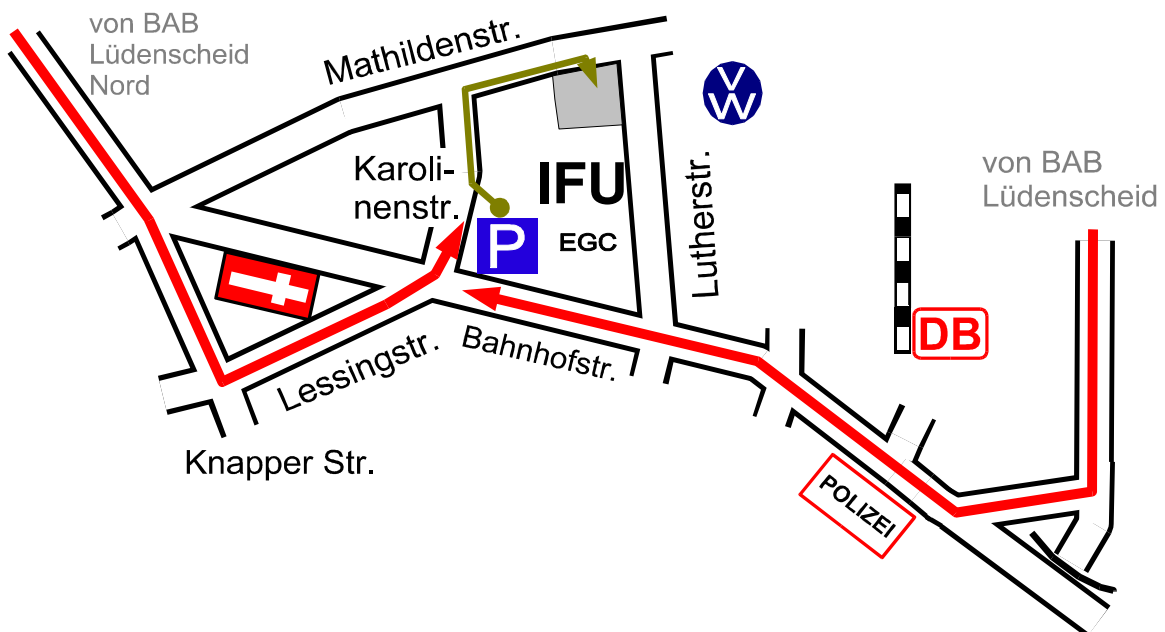 von BAB
Lüdenscheid
Nord
Mathildenstr.
VW
Karoli-
nenstr.
IFU
EGC
P
Lutherstr.
von BAB
Lüdenscheid
DB
Lessingstr.
Bahnhofstr.
Knapper Str.
POLIZEI